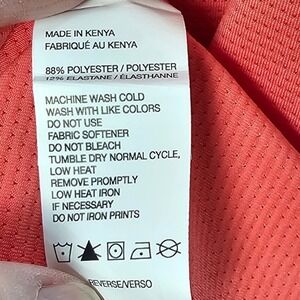 MADE IN KENYA
FABRIQUÉ AU KENYA
88% POLYESTER / POLYESTER
12% ELASTANE / ÉLASTHANNE
MACHINE WASH COLD
WASH WITH LIKE COLORS
DO NOT USE
FABRIC SOFTENER
DO NOT BLEACH
TUMBLE DRY NORMAL CYCLE,
LOW HEAT
REMOVE PROMPTLY
LOW HEAT IRON
IF NECESSARY
DO NOT IRON PRINTS
REVERSE/VERSO